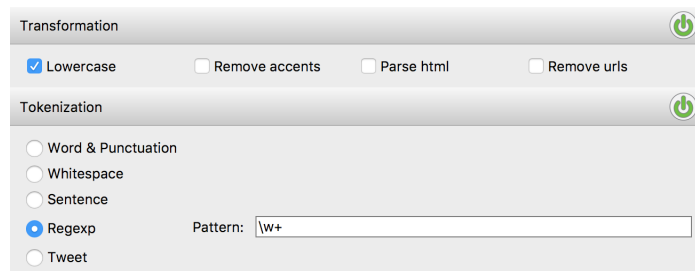 Transformation
Lowercase Remove accents Parse html Remove urls
Tokenization
Word & Punctuation
Whitespace
Sentence
Regexp Pattern: \w+
Tweet